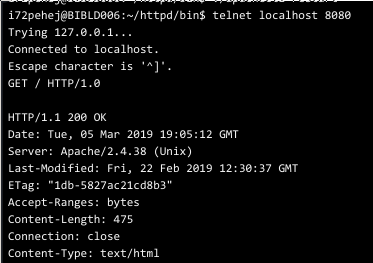 i72pehej@BIBLD006:~/httpd/bin$ telnet localhost 8080
Trying 127.0.0.1...
Connected to localhost.
Escape character is '^]'.
GET / HTTP/1.0
HTTP/1.1 200 OK
Date: Tue, 05 Mar 2019 19:05:12 GMT
Server: Apache/2.4.38 (Unix)
Last-Modified: Fri, 22 Feb 2019 12:30:37 GMT
ETag: "1db-5827ac21cd8b3"
Accept-Ranges: bytes
Content-Length: 475
Connection: close
Content-Type: text/html